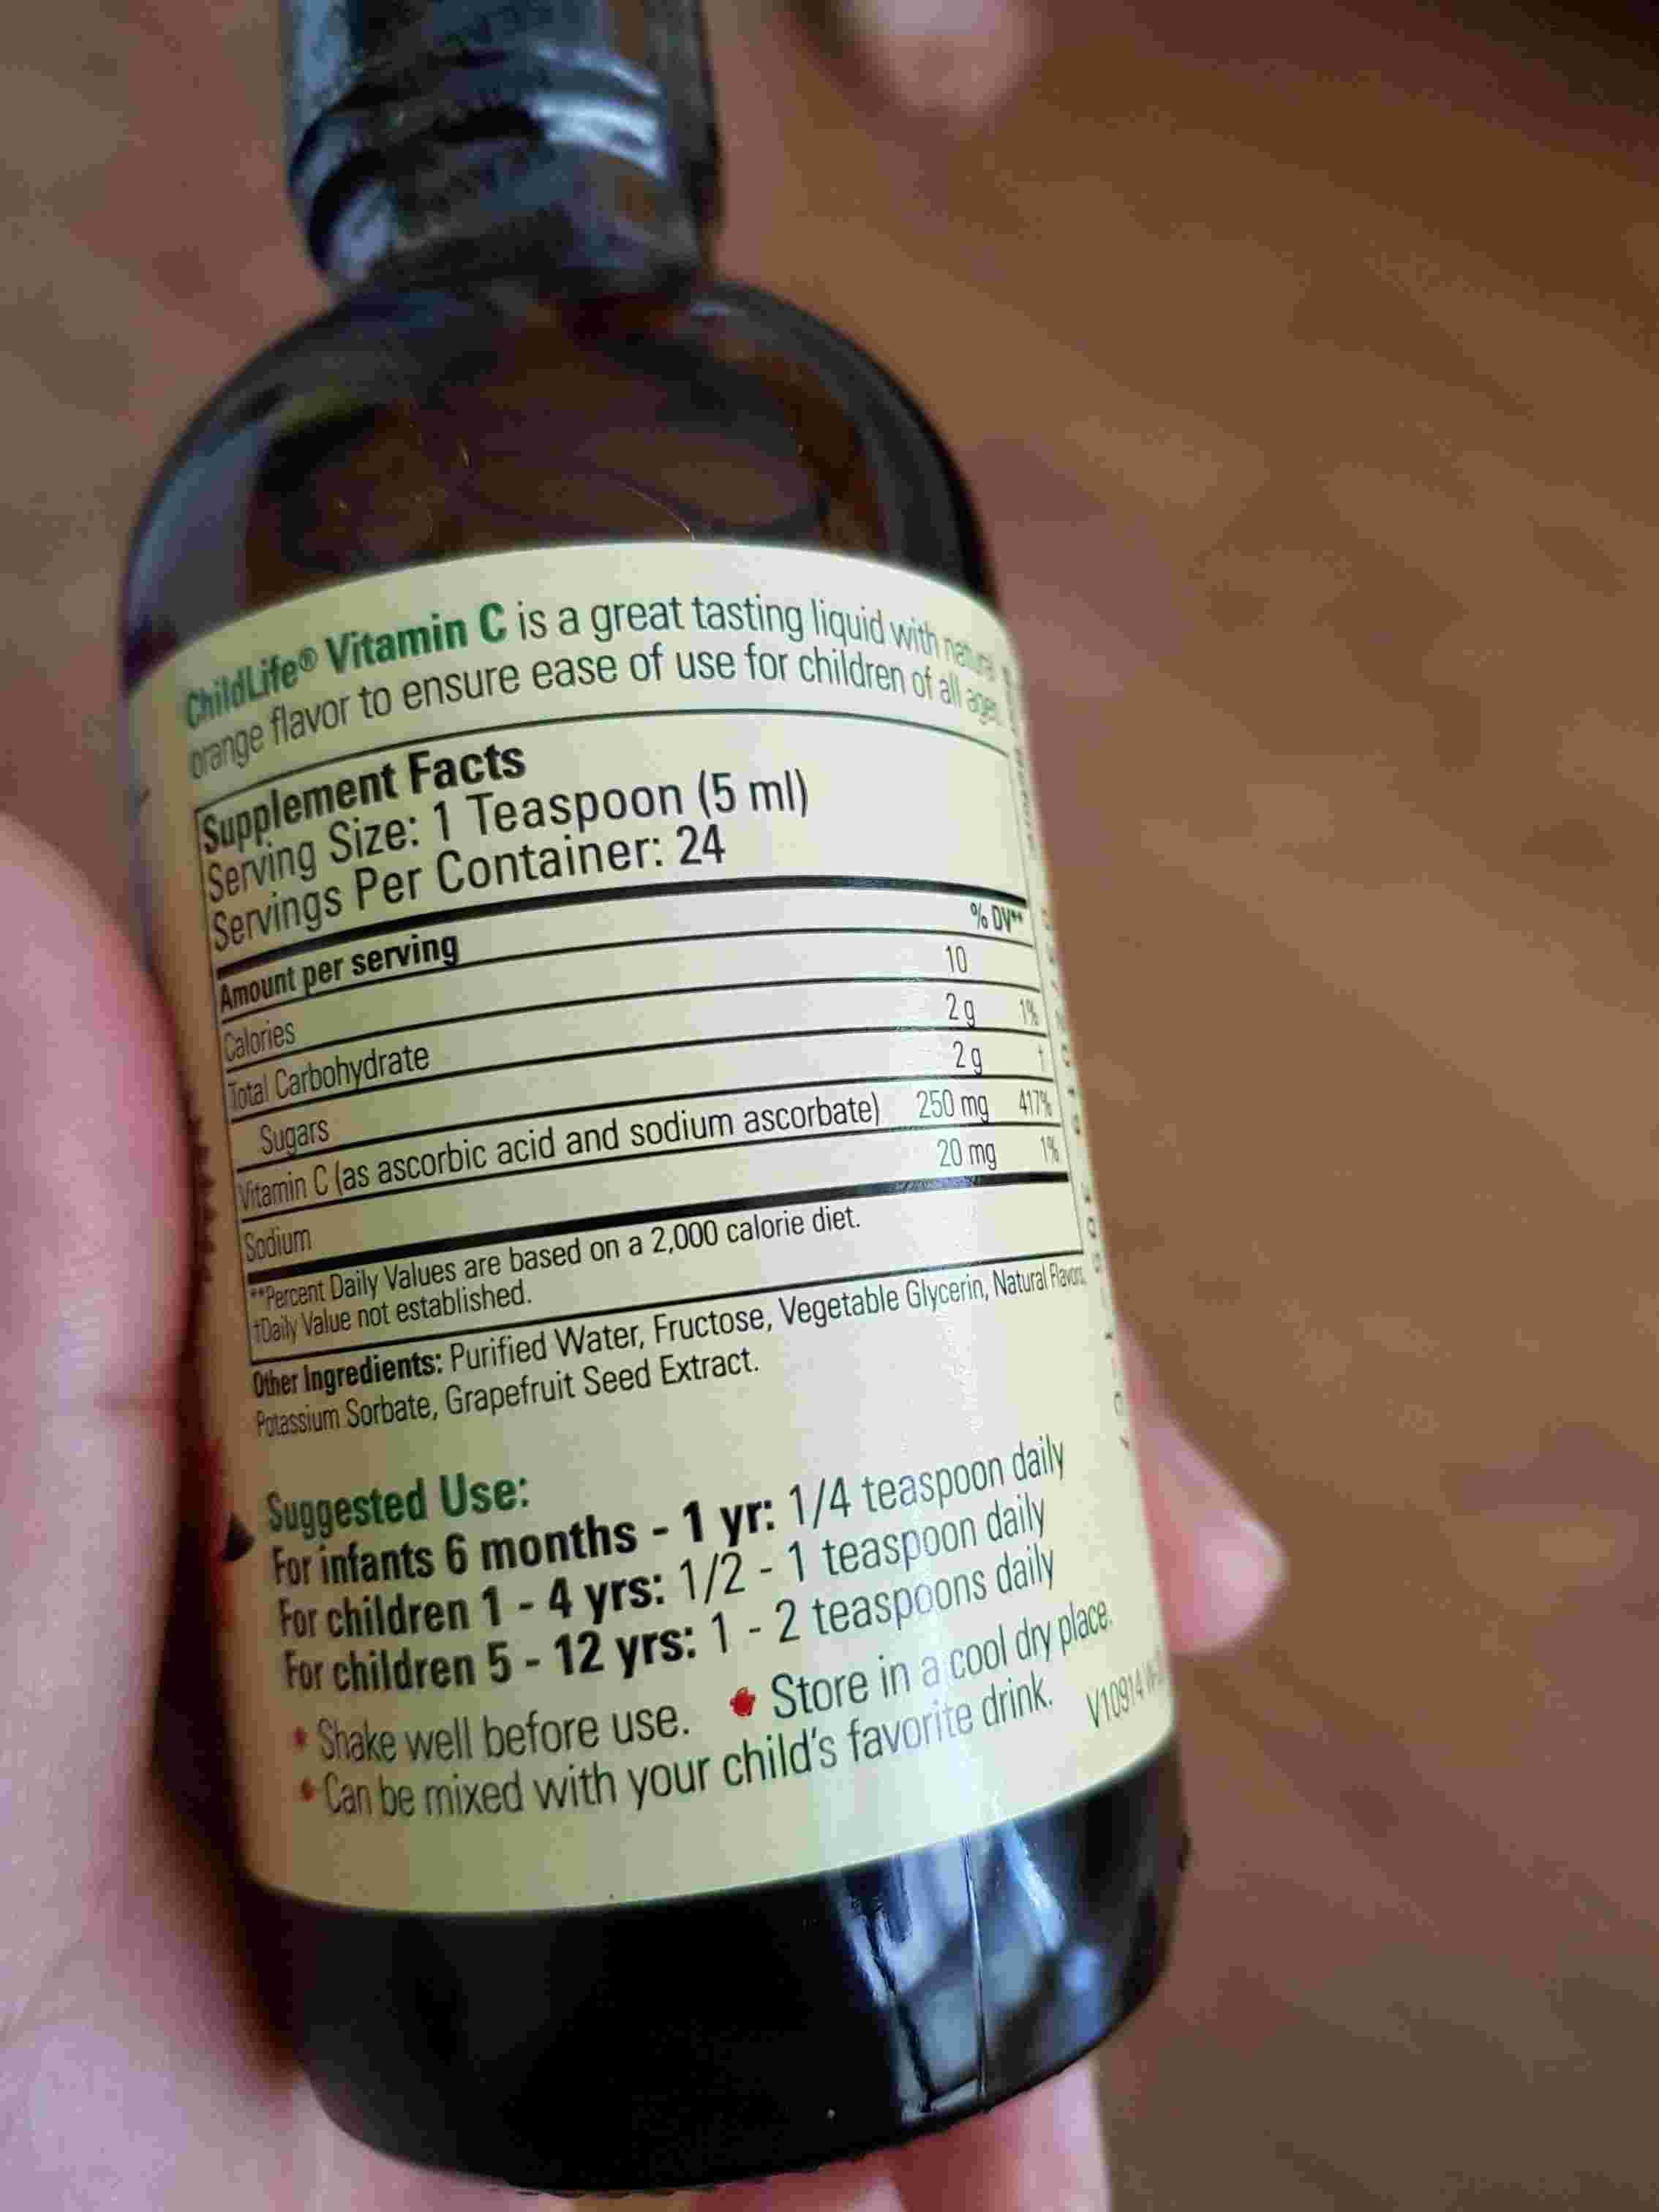 ChildLife® Vitamin C is a great tasting liquid with natural
orange flavor to ensure ease of use for children of all ages.
Supplement Facts
Serving Size: 1 Teaspoon (5 ml)
Servings Per Container: 24
Amount per serving % DV**
Calories 10
Total Carbohydrate 2 g 1%
Sugars 2 g †
Vitamin C (as ascorbic acid and sodium ascorbate) 250 mg 417%
Sodium 20 mg 1%
**Percent Daily Values are based on a 2,000 calorie diet.
†Daily Value not established.
Other Ingredients: Purified Water, Fructose, Vegetable Glycerin, Natural Flavors,
Potassium Sorbate, Grapefruit Seed Extract.
Suggested Use:
For infants 6 months - 1 yr: 1/4 teaspoon daily
For children 1 - 4 yrs: 1/2 - 1 teaspoon daily
For children 5 - 12 yrs: 1 - 2 teaspoons daily
Shake well before use. Store in a cool dry place.
Can be mixed with your child's favorite drink. V10914